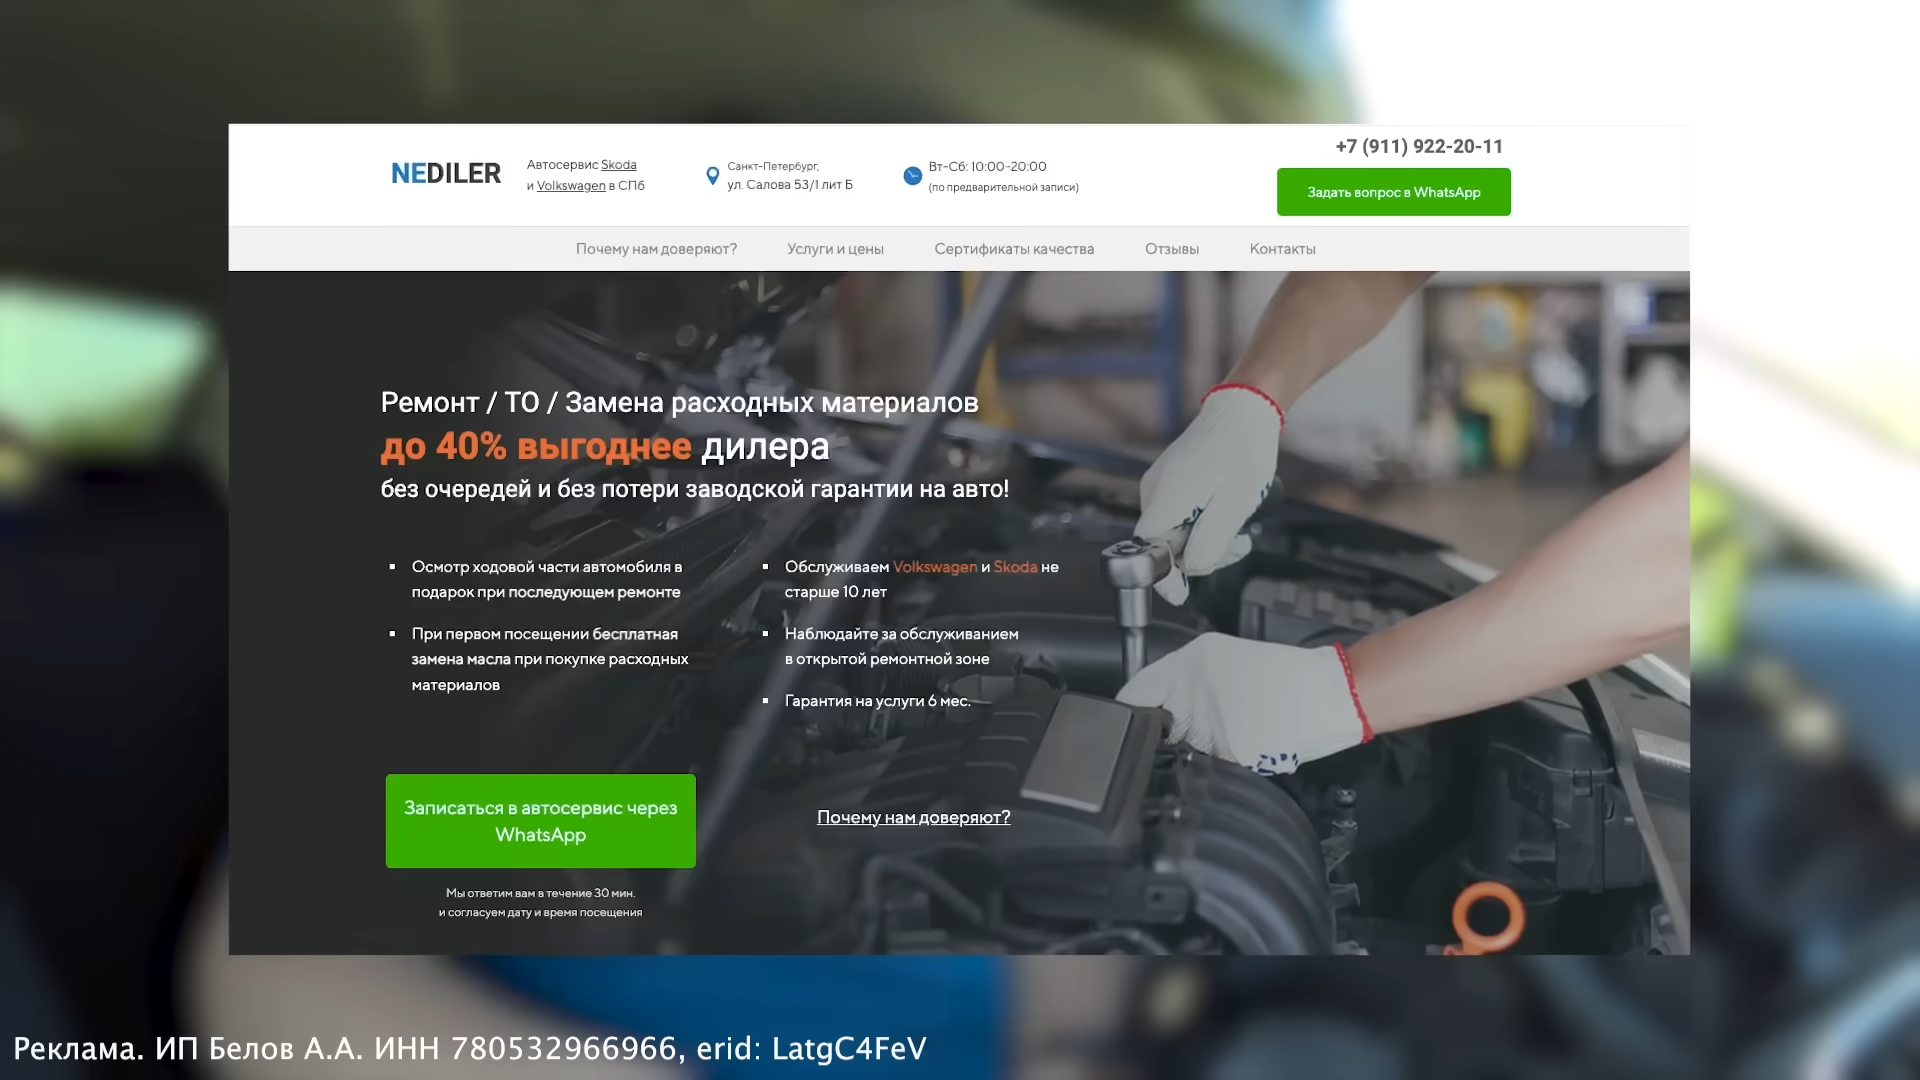 NEDILER
Автосервис Skoda
и Volkswagen в СПб
Санкт-Петербург,
ул. Салова 53/1 лит Б
Вт-Сб: 10:00-20:00
(по предварительной записи)
+7 (911) 922-20-11
Задать вопрос в WhatsApp
Почему нам доверяют?
Услуги и цены
Сертификаты качества
Отзывы
Контакты
Ремонт / ТО / Замена расходных материалов
до 40% выгоднее дилера
без очередей и без потери заводской гарантии на авто!
Осмотр ходовой части автомобиля в
подарок при последующем ремонте
При первом посещении бесплатная
замена масла при покупке расходных
материалов
Обслуживаем Volkswagen и Skoda не
старше 10 лет
Наблюдайте за обслуживанием
в открытой ремонтной зоне
Гарантия на услуги 6 мес.
Записаться в автосервис через
WhatsApp
Почему нам доверяют?
Мы ответим вам в течение 30 мин.
и согласуем дату и время посещения
Реклама. ИП Белов А.А. ИНН 780532966966, erid: LatgC4FeV